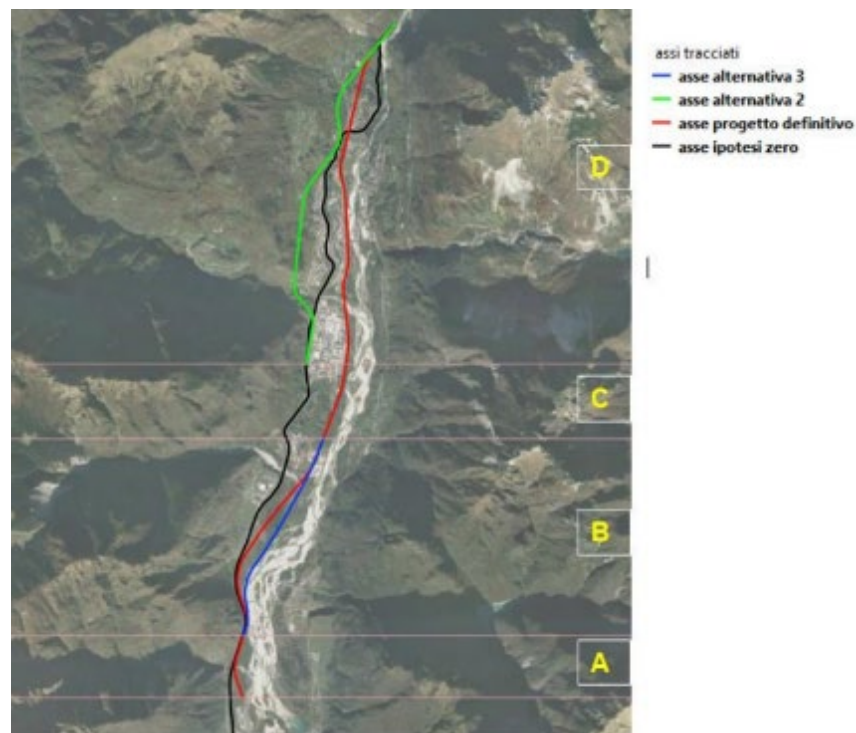 assi tracciati
asse alternativa 3
asse alternativa 2
asse progetto definitivo
asse ipotesi zero
D
C
B
A